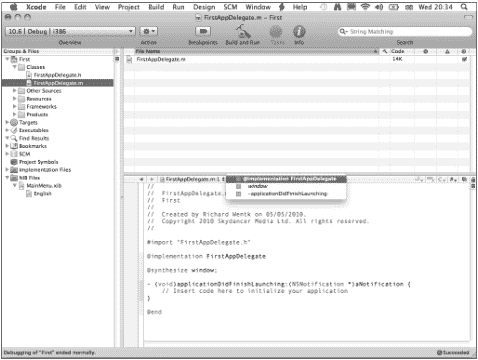 Xcode File Edit View Project Build Run Design SCM Window Help Wed 20:34
FirstAppDelegate.m – First
10.6 | Debug | i386
String Matching
Overview Action Breakpoints Build and Run Tasks Info Search
Groups & Files
File Name Code
First
Classes
FirstAppDelegate.h
FirstAppDelegate.m
Other Sources
Resources
Frameworks
Products
Targets
Executables
Find Results
Bookmarks
SCM
Project Symbols
Implementation Files
NIB Files
MainMenu.xib
English
FirstAppDelegate.m 14K
FirstAppDelegate.m:1
@implementation FirstAppDelegate
window
-applicationDidFinishLaunching:
//
// FirstAppDelegate.
// First
//
// Created by Richard Wentk on 05/05/2010.
// Copyright 2010 Skydancer Media Ltd. All rights reserved.
//
#import "FirstAppDelegate.h"
@implementation FirstAppDelegate
@synthesize window;
- (void)applicationDidFinishLaunching:(NSNotification *)aNotification {
// Insert code here to initialize your application
}
@end
Debugging of "First" ended normally.
Succeeded